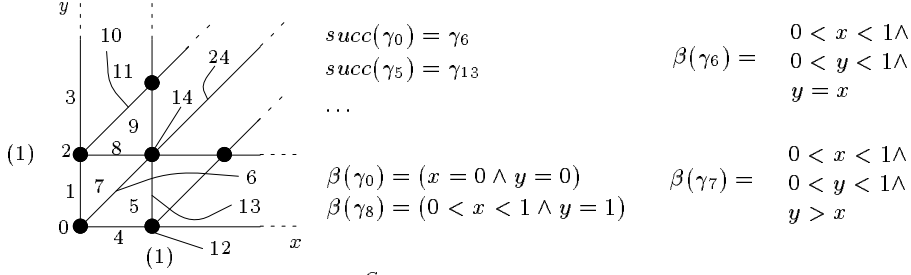 y
10
11
24
3
9
14
(1)
2
8
7
6
1
5
13
0
4
12
(1)
x
succ(γ₀) = γ₆
succ(γ₅) = γ₁₃
...
β(γ₀) = (x = 0 ∧ y = 0)
β(γ₈) = (0 < x < 1 ∧ y = 1)
β(γ₆) =
0 < x < 1∧
0 < y < 1∧
y = x
β(γ₇) =
0 < x < 1∧
0 < y < 1∧
y > x